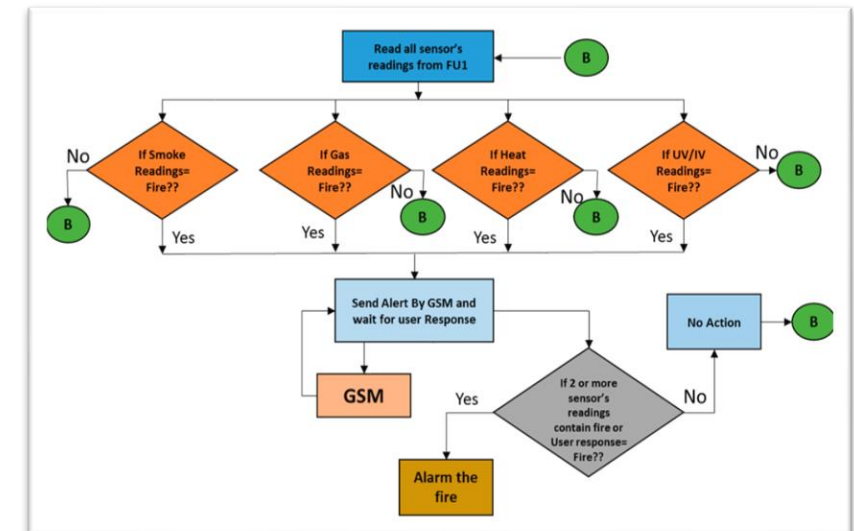 Read all sensor's
readings from FU1
B
If Smoke
Readings=
Fire??
If Gas
Readings=
Fire??
If Heat
Readings=
Fire??
If UV/IV
Readings=
Fire??
No
B
No
B
No
B
No
B
Yes
Yes
Yes
Yes
Send Alert By GSM and
wait for user Response
No Action
B
GSM
If 2 or more
sensor's
readings
contain fire or
User response=
Fire??
Yes
No
Alarm the
fire